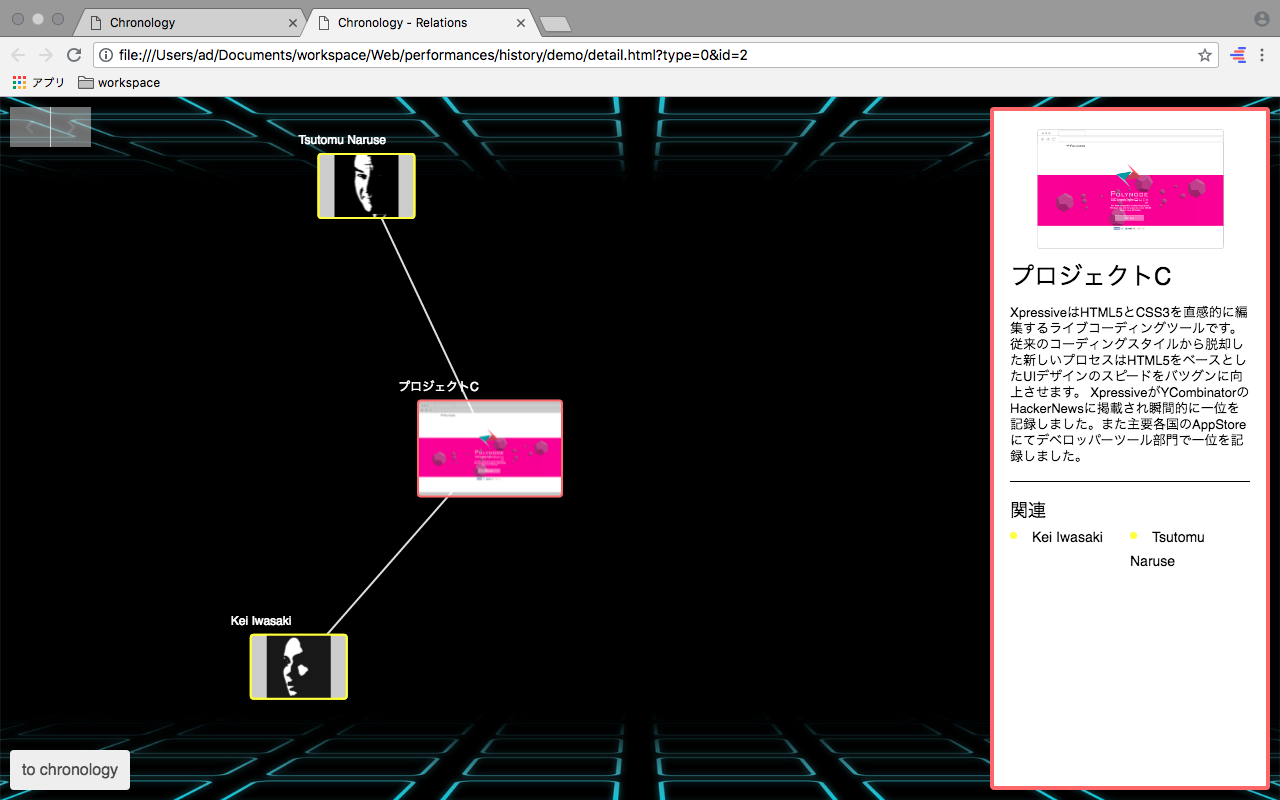 Chronology
Chronology - Relations
file:///Users/ad/Documents/workspace/Web/performances/history/demo/detail.html?type=0&id=2
アプリ
workspace
Tsutomu Naruse
プロジェクトC
POLYNODE
Kei Iwasaki
to chronology
POLYNODE
プロジェクトC
XpressiveはHTML5とCSS3を直感的に編
集するライブコーディングツールです。
従来のコーディングスタイルから脱却し
た新しいプロセスはHTML5をベースとし
たUIデザインのスピードをバツグンに向
上させます。 XpressiveがYCombinatorの
HackerNewsに掲載され瞬間的に一位を
記録しました。また主要各国のAppStore
にてデベロッパーツール部門で一位を記
録しました。
関連
Kei Iwasaki
Tsutomu
Naruse